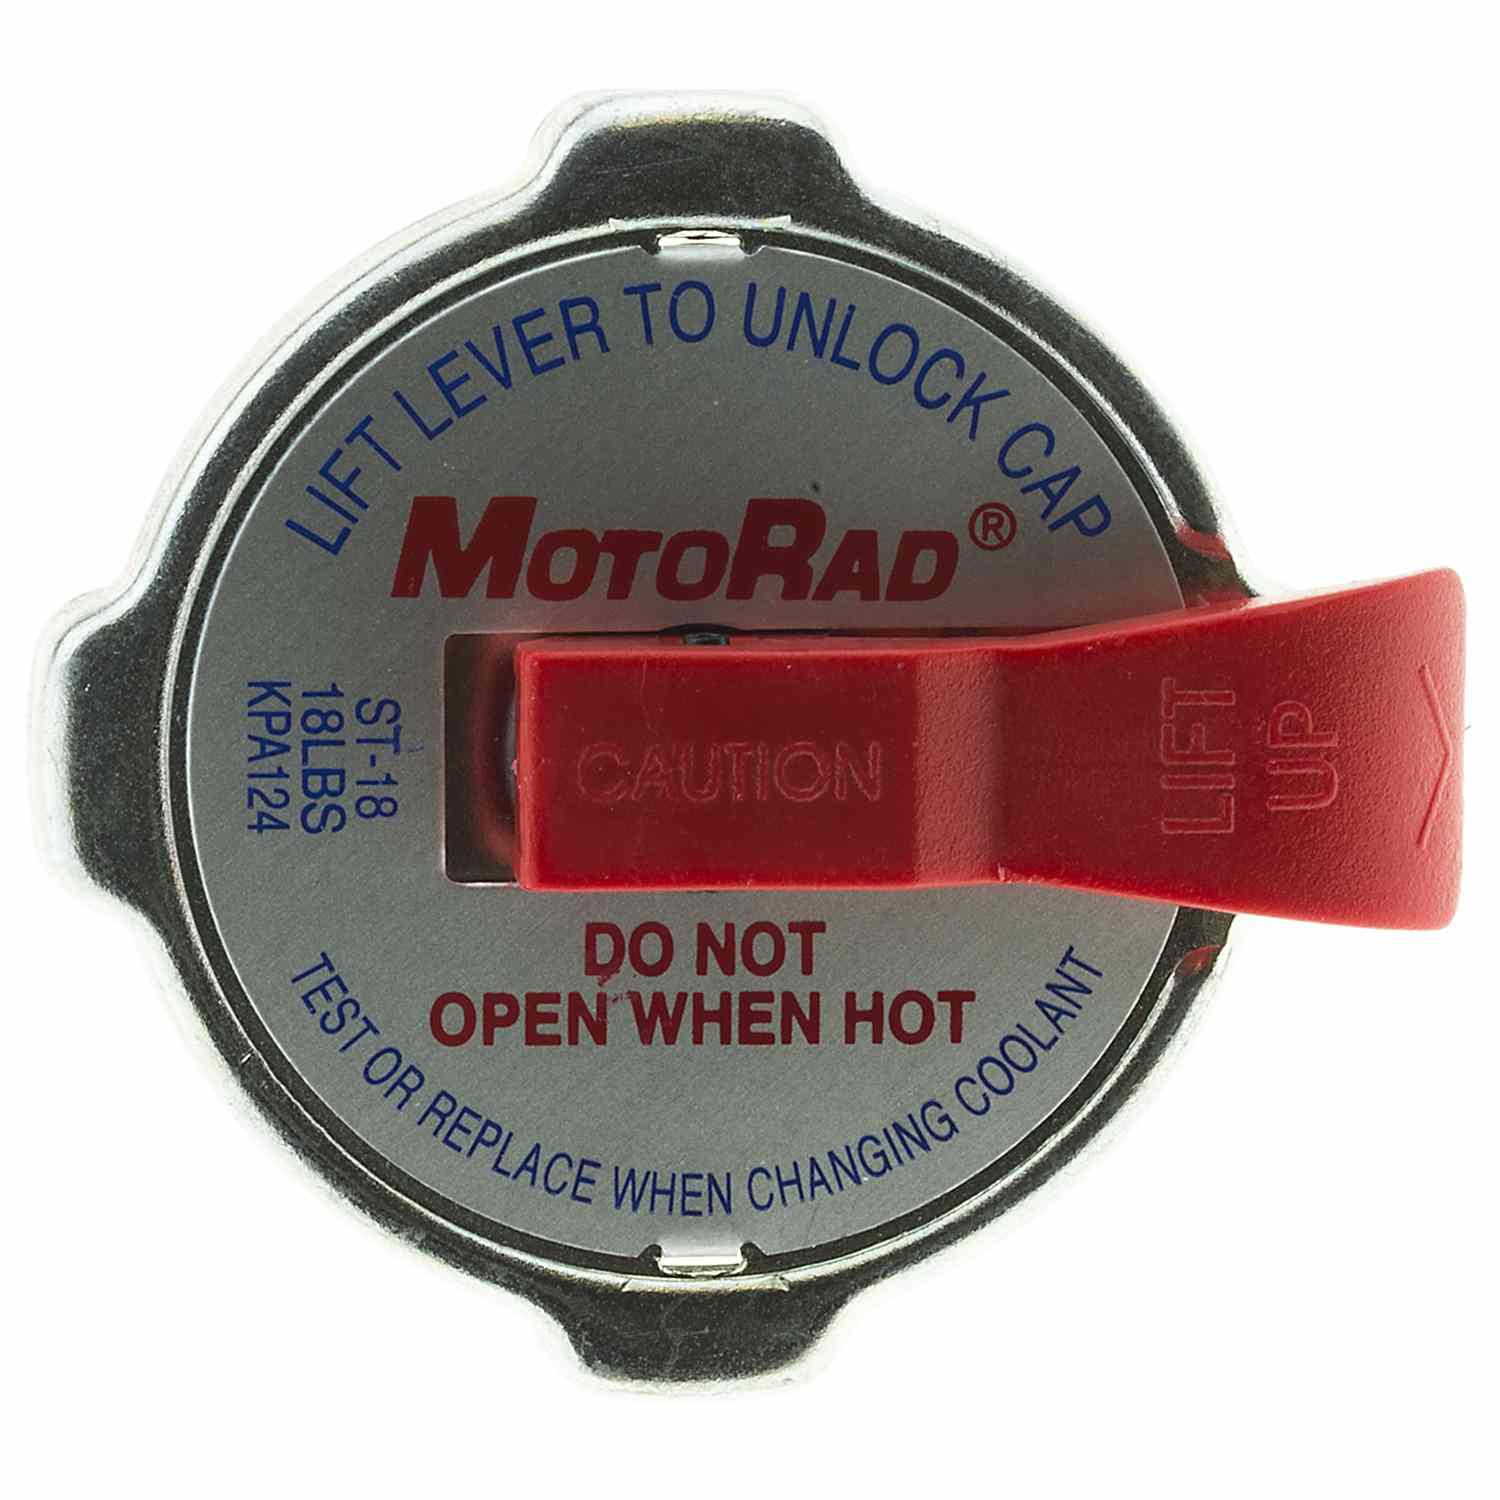 LIFT LEVER TO UNLOCK CAP
MOTORAD®
ST-18
18LBS
KPA124
CAUTION
LIFT
UP
DO NOT
OPEN WHEN HOT
TEST OR REPLACE WHEN CHANGING COOLANT